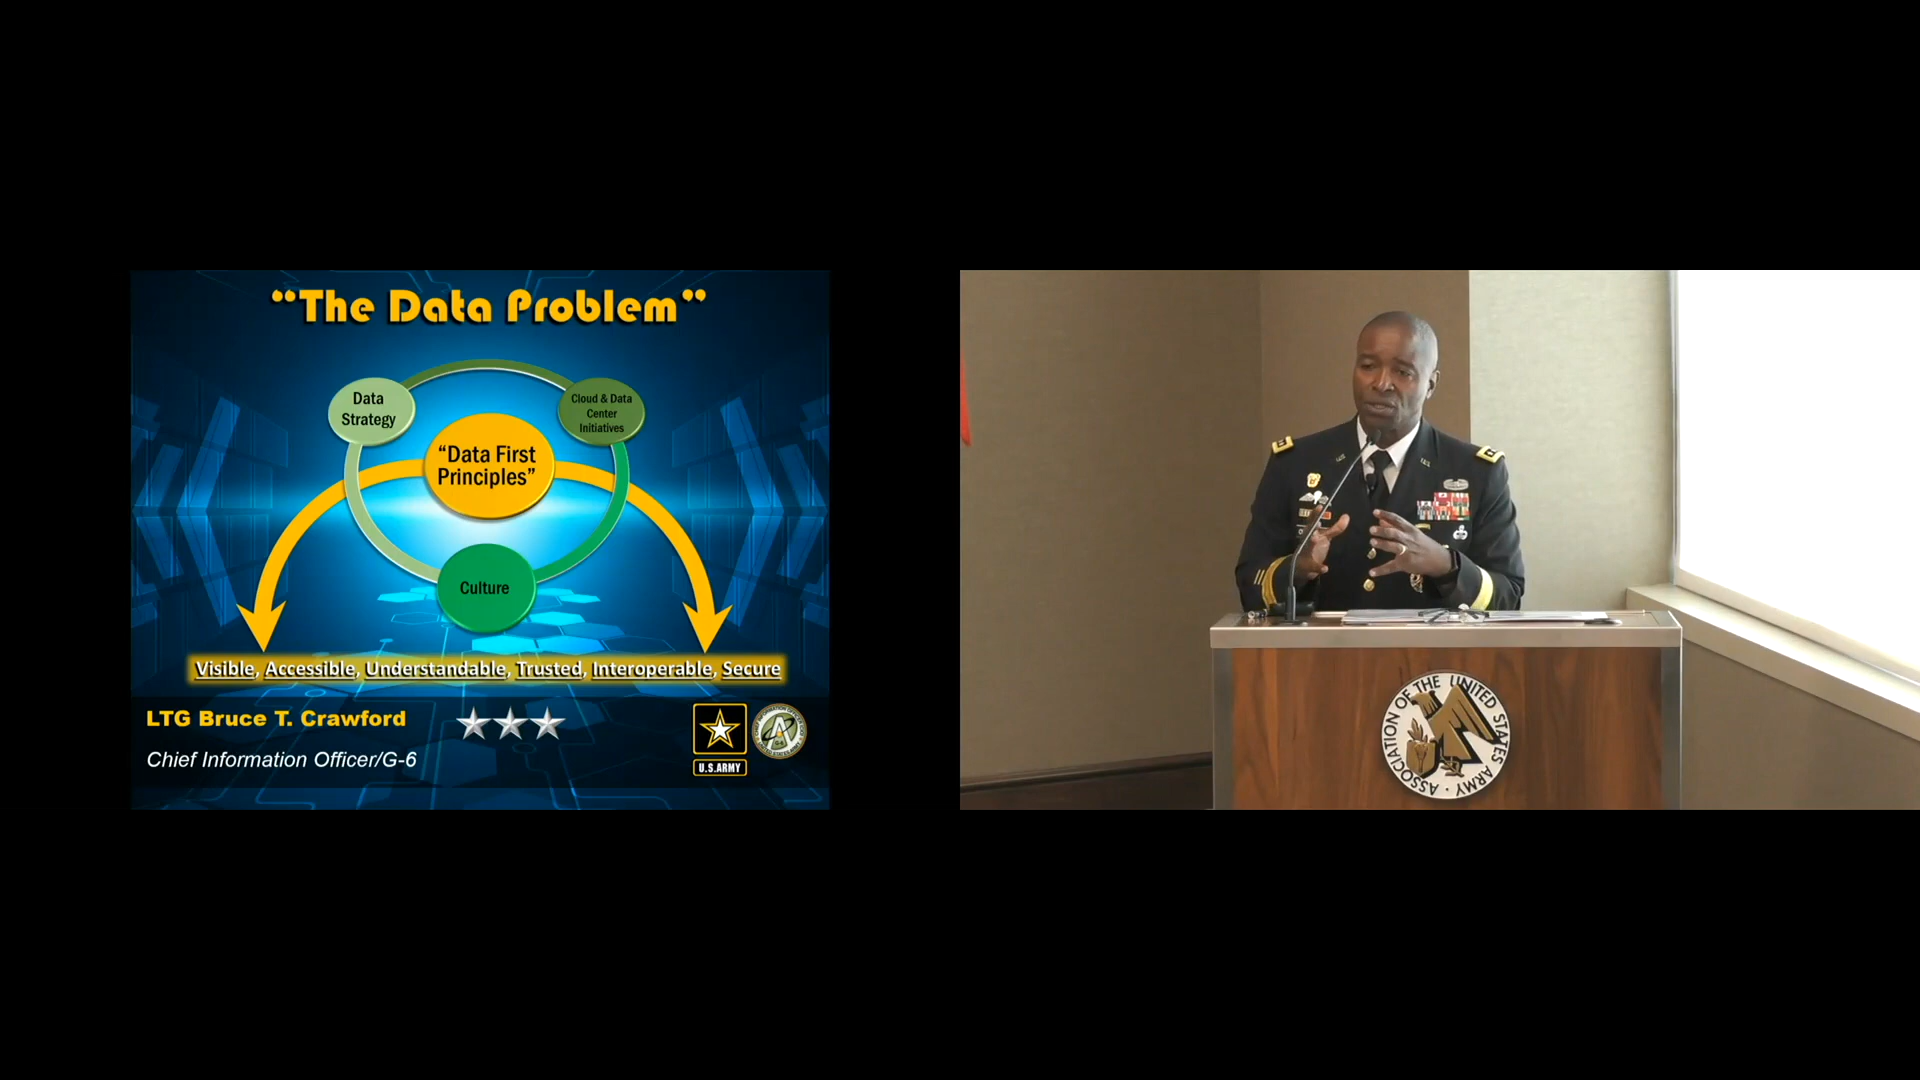 “The Data Problem”
Data
Strategy
Cloud & Data
Center
Initiatives
“Data First
Principles”
Culture
Visible, Accessible, Understandable, Trusted, Interoperable, Secure
LTG Bruce T. Crawford
Chief Information Officer/G-6
U.S.ARMY
ASSOCIATION OF THE UNITED STATES ARMY